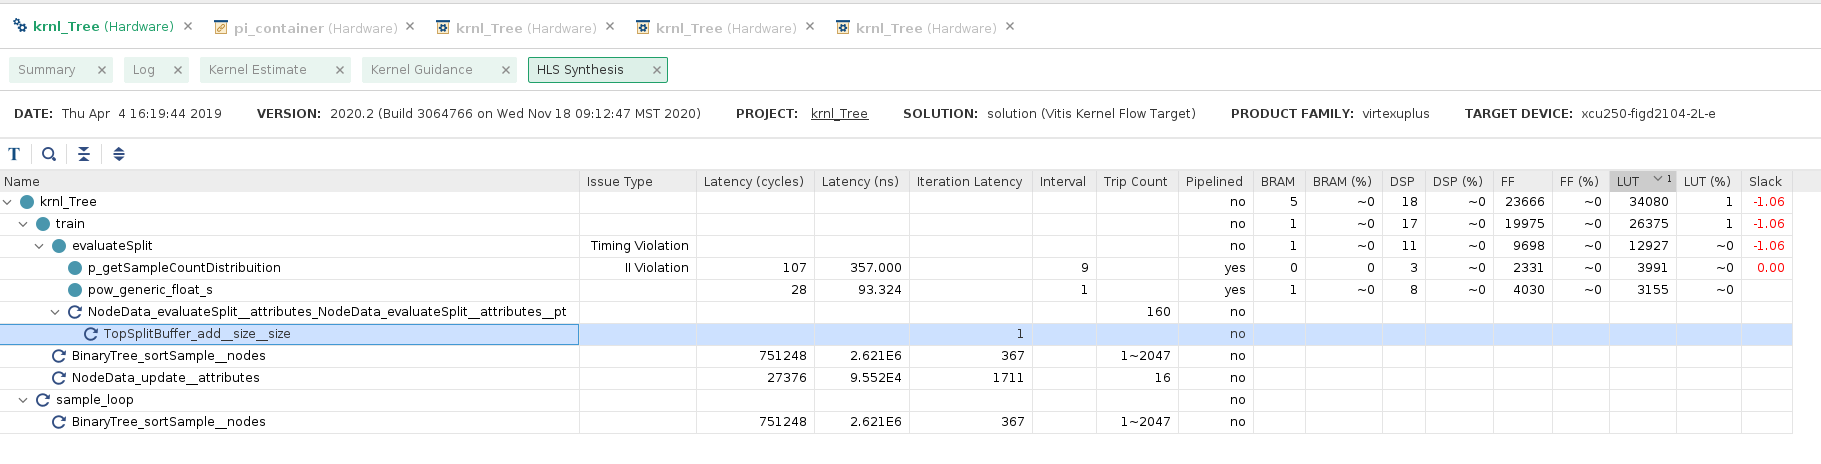 krnl_Tree (Hardware) × pi_container (Hardware) × krnl_Tree (Hardware) × krnl_Tree (Hardware) × krnl_Tree (Hardware) ×
Summary × Log × Kernel Estimate × Kernel Guidance × HLS Synthesis ×
DATE: Thu Apr 4 16:19:44 2019 VERSION: 2020.2 (Build 3064766 on Wed Nov 18 09:12:47 MST 2020) PROJECT: krnl_Tree SOLUTION: solution (Vitis Kernel Flow Target) PRODUCT FAMILY: virtexuplus TARGET DEVICE: xcu250-figd2104-2L-e
T
Name Issue Type Latency (cycles) Latency (ns) Iteration Latency Interval Trip Count Pipelined BRAM BRAM (%) DSP DSP (%) FF FF (%) LUT 1 LUT (%) Slack
krnl_Tree no 5 ~0 18 ~0 23666 ~0 34080 1 -1.06
train no 1 ~0 17 ~0 19975 ~0 26375 1 -1.06
evaluateSplit Timing Violation no 1 ~0 11 ~0 9698 ~0 12927 ~0 -1.06
p_getSampleCountDistribuition II Violation 107 357.000 9 yes 0 0 3 ~0 2331 ~0 3991 ~0 0.00
pow_generic_float_s 28 93.324 1 yes 1 ~0 8 ~0 4030 ~0 3155 ~0
NodeData_evaluateSplit__attributes_NodeData_evaluateSplit__attributes__pt 160 no
TopSplitBuffer_add__size__size 1 no
BinaryTree_sortSample__nodes 751248 2.621E6 367 1~2047 no
NodeData_update__attributes 27376 9.552E4 1711 16 no
sample_loop no
BinaryTree_sortSample__nodes 751248 2.621E6 367 1~2047 no